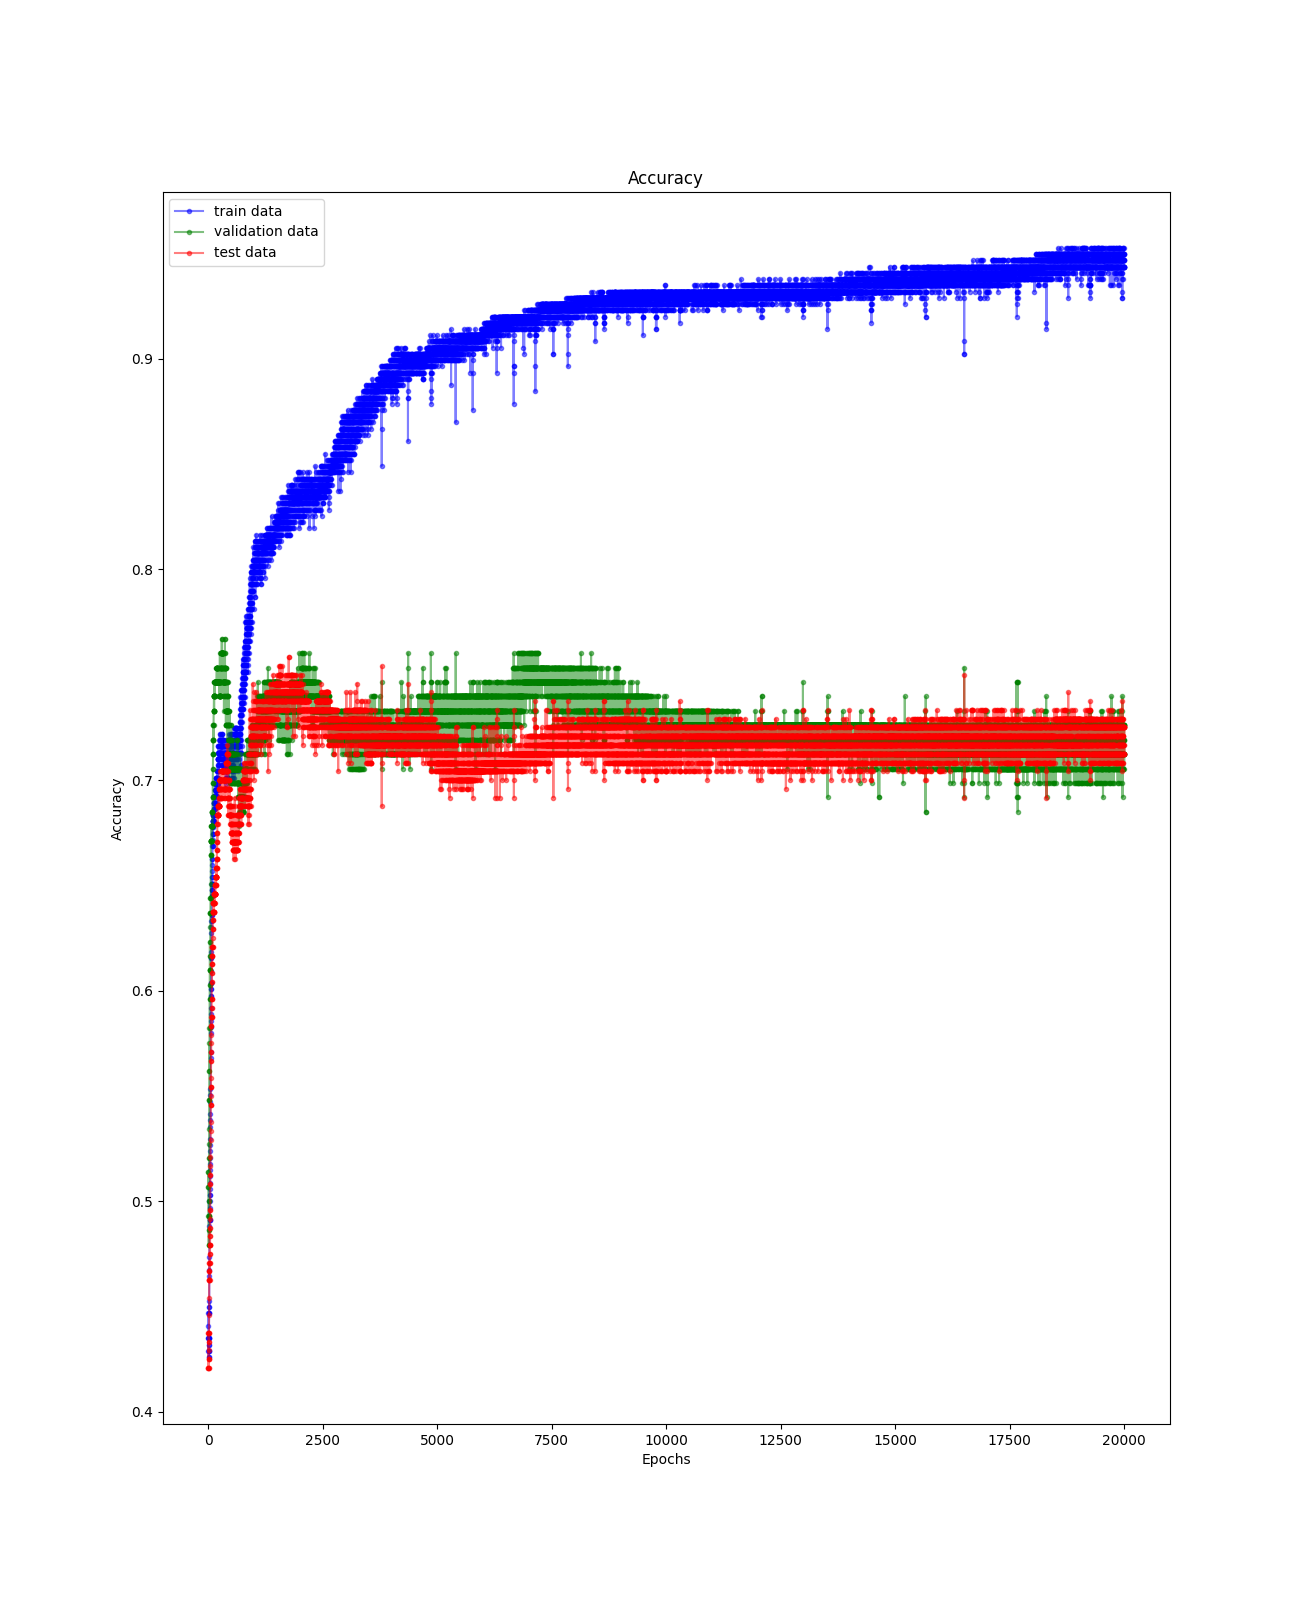 Accuracy
train data
validation data
test data
0.9
0.8
0.7
0.6
0.5
0.4
Accuracy
0 2500 5000 7500 10000 12500 15000 17500 20000
Epochs